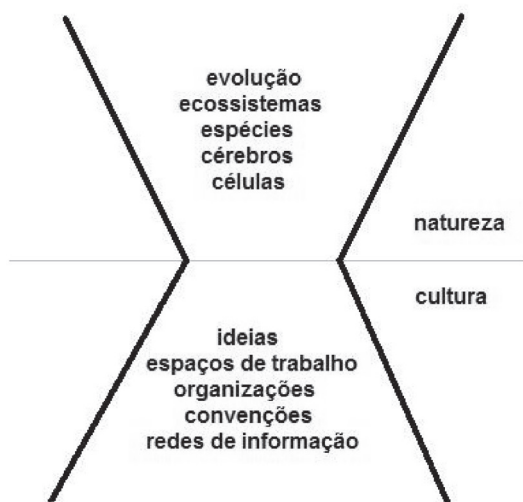 evolução
ecossistemas
espécies
cérebros
células
natureza
cultura
ideias
espaços de trabalho
organizações
convenções
redes de informação